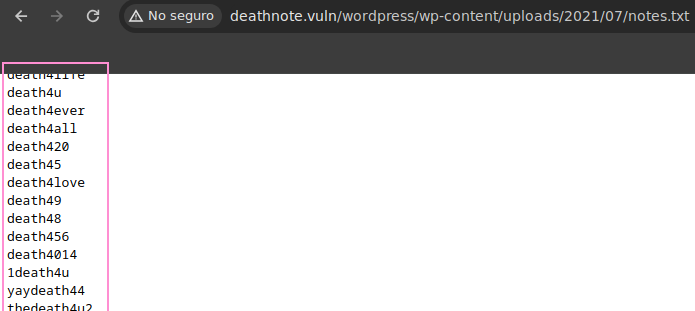 No seguro
deathnote.vuln/wordpress/wp-content/uploads/2021/07/notes.txt
death4life
death4u
death4ever
death4all
death420
death45
death4love
death49
death48
death456
death4014
1death4u
yaydeath44
thedeath4u2